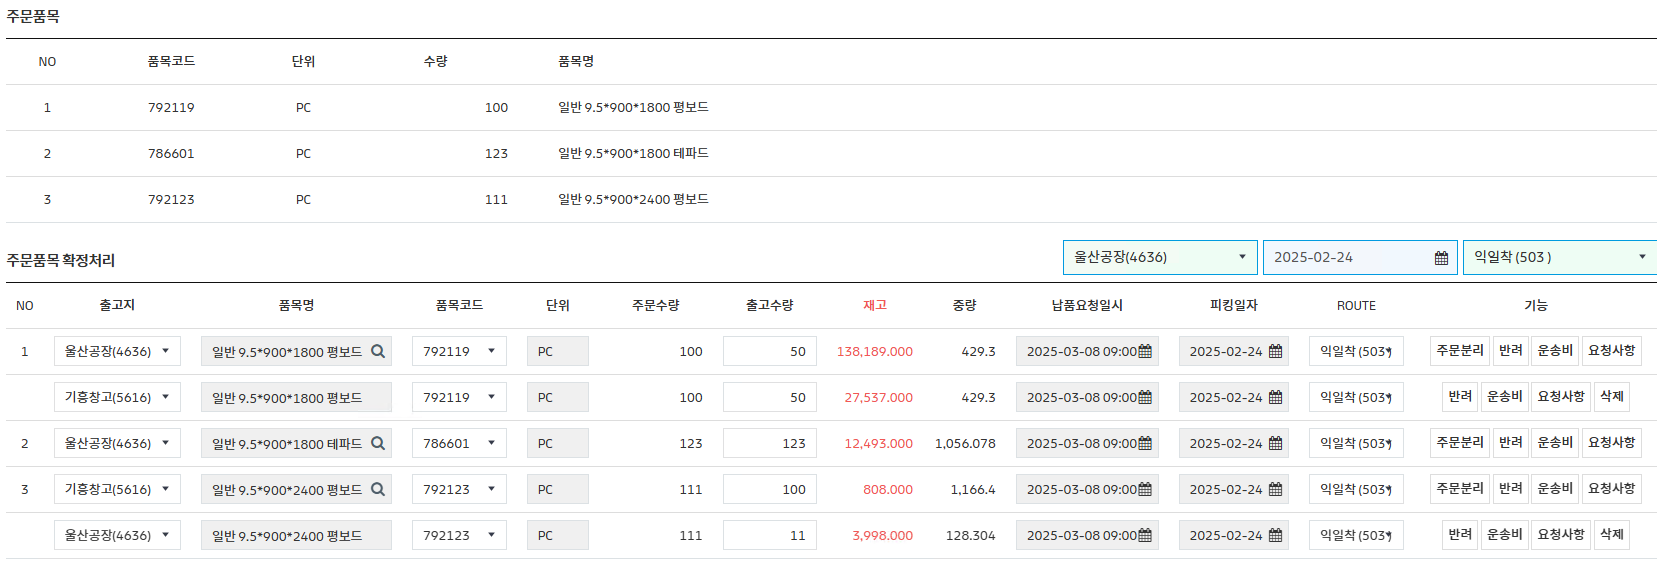 주문품목
NO 품목코드 단위 수량 품목명
1 792119 PC 100 일반 9.5*900*1800 평보드
2 786601 PC 123 일반 9.5*900*1800 테파드
3 792123 PC 111 일반 9.5*900*2400 평보드
주문품목 확정처리 울산공장(4636) 2025-02-24 익일착 (503 )
NO 출고지 품목명 품목코드 단위 주문수량 출고수량 재고 중량 납품요청일시 피킹일자 ROUTE 기능
1 울산공장(4636) 일반 9.5*900*1800 평보드 792119 PC 100 50 138,189.000 429.3 2025-03-08 09:00 2025-02-24 익일착 (503 주문분리 반려 운송비 요청사항
기흥창고(5616) 일반 9.5*900*1800 평보드 792119 PC 100 50 27,537.000 429.3 2025-03-08 09:00 2025-02-24 익일착 (503 반려 운송비 요청사항 삭제
2 울산공장(4636) 일반 9.5*900*1800 테파드 786601 PC 123 123 12,493.000 1,056.078 2025-03-08 09:00 2025-02-24 익일착 (503 주문분리 반려 운송비 요청사항
3 기흥창고(5616) 일반 9.5*900*2400 평보드 792123 PC 111 100 808.000 1,166.4 2025-03-08 09:00 2025-02-24 익일착 (503 주문분리 반려 운송비 요청사항
울산공장(4636) 일반 9.5*900*2400 평보드 792123 PC 111 11 3,998.000 128.304 2025-03-08 09:00 2025-02-24 익일착 (503 반려 운송비 요청사항 삭제